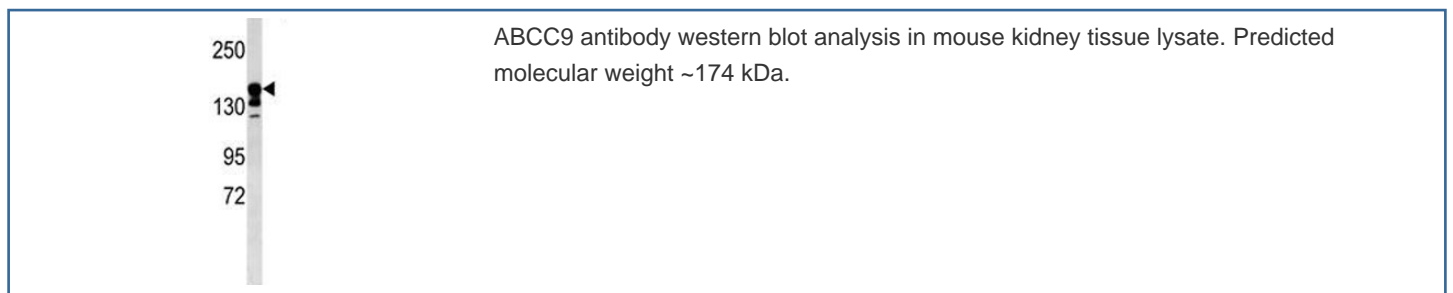 250
130
95
72
ABCC9 antibody western blot analysis in mouse kidney tissue lysate. Predicted
molecular weight ~174 kDa.